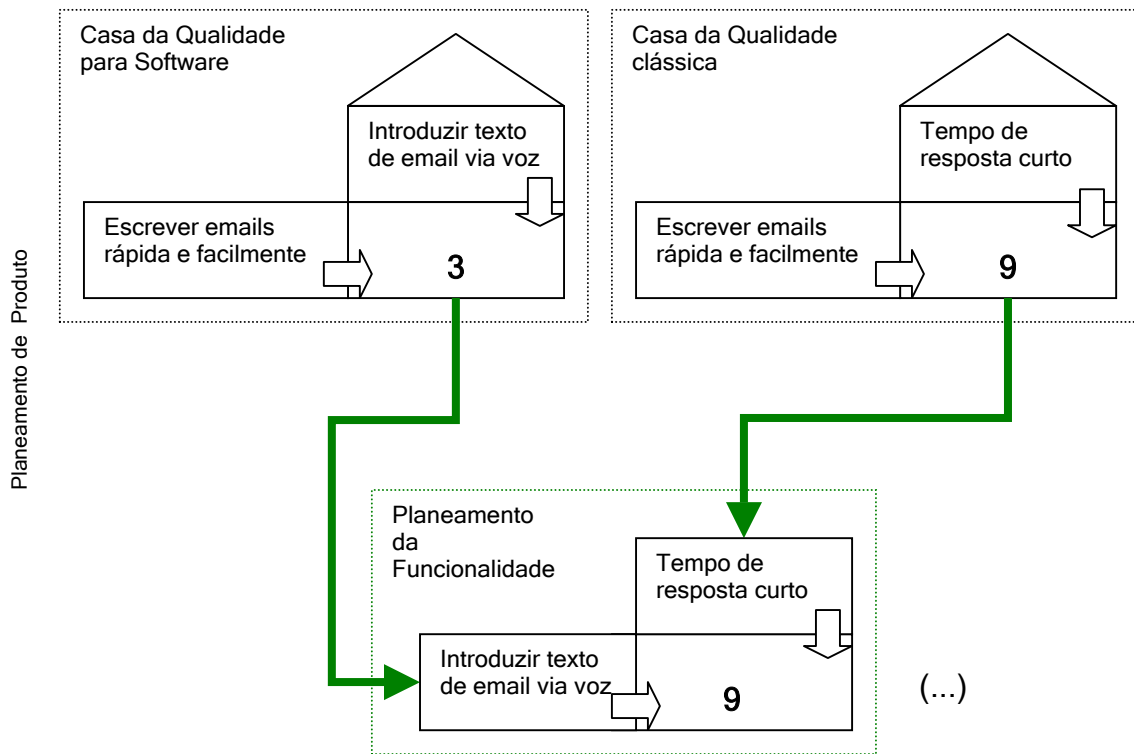 Casa da Qualidade
para Software
Introduzir texto
de email via voz
Escrever emails
rápida e facilmente
3
Casa da Qualidade
clássica
Tempo de
resposta curto
Escrever emails
rápida e facilmente
9
Planeamento de Produto
Planeamento
da
Funcionalidade
Tempo de
resposta curto
Introduzir texto
de email via voz
9
(...)